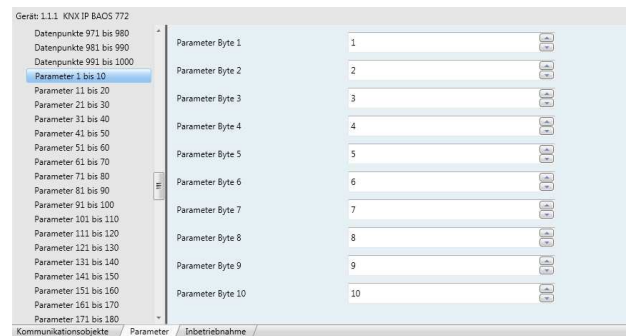 Gerät: 1.1.1 KNX IP BAOS 772
Datenpunkte 971 bis 980
Datenpunkte 981 bis 990
Datenpunkte 991 bis 1000
Parameter 1 bis 10
Parameter 11 bis 20
Parameter 21 bis 30
Parameter 31 bis 40
Parameter 41 bis 50
Parameter 51 bis 60
Parameter 61 bis 70
Parameter 71 bis 80
Parameter 81 bis 90
Parameter 91 bis 100
Parameter 101 bis 110
Parameter 111 bis 120
Parameter 121 bis 130
Parameter 131 bis 140
Parameter 141 bis 150
Parameter 151 bis 160
Parameter 161 bis 170
Parameter 171 bis 180
Parameter Byte 1 1
Parameter Byte 2 2
Parameter Byte 3 3
Parameter Byte 4 4
Parameter Byte 5 5
Parameter Byte 6 6
Parameter Byte 7 7
Parameter Byte 8 8
Parameter Byte 9 9
Parameter Byte 10 10
Kommunikationsobjekte Parameter Inbetriebnahme